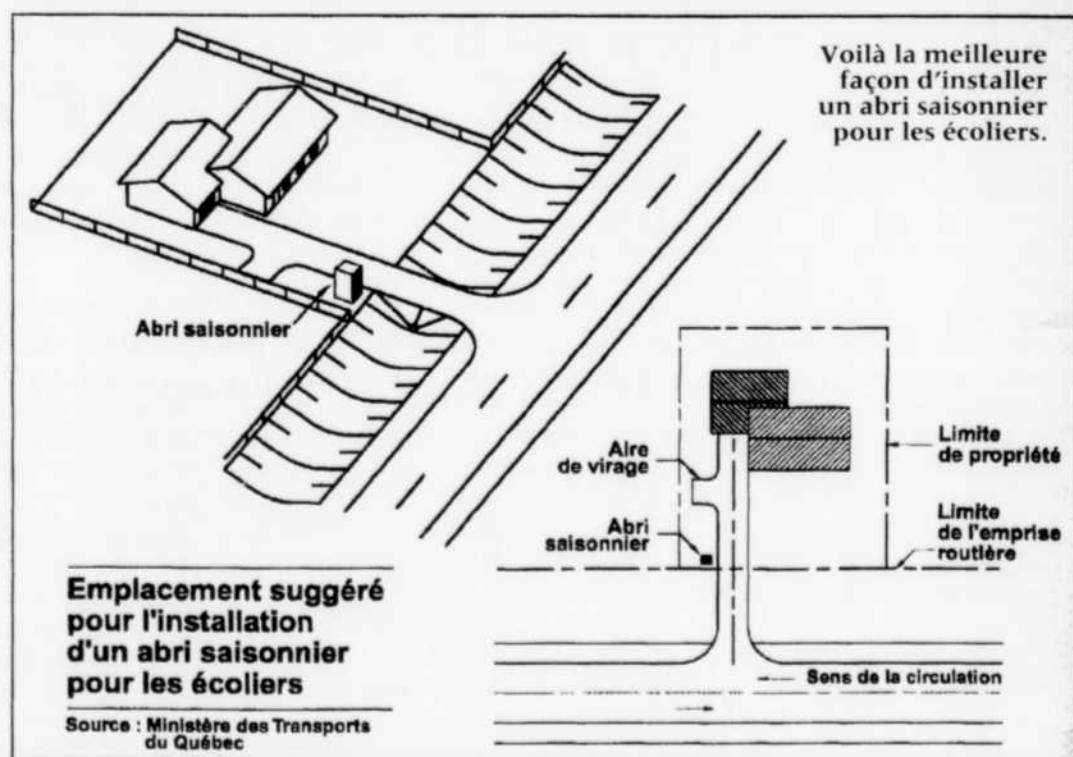 Voilà la meilleure
façon d'installer
un abri saisonnier
pour les écoliers.
Abri saisonnier
Aire
de virage
Limite
de propriété
Abri
saisonnier
Limite
de l'emprise
routière
Sens de la circulation
Emplacement suggéré
pour l'installation
d'un abri saisonnier
pour les écoliers
Source : Ministère des Transports
du Québec